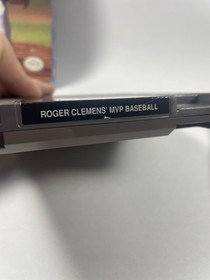 ROGER CLEMENS' MVP BASEBALL